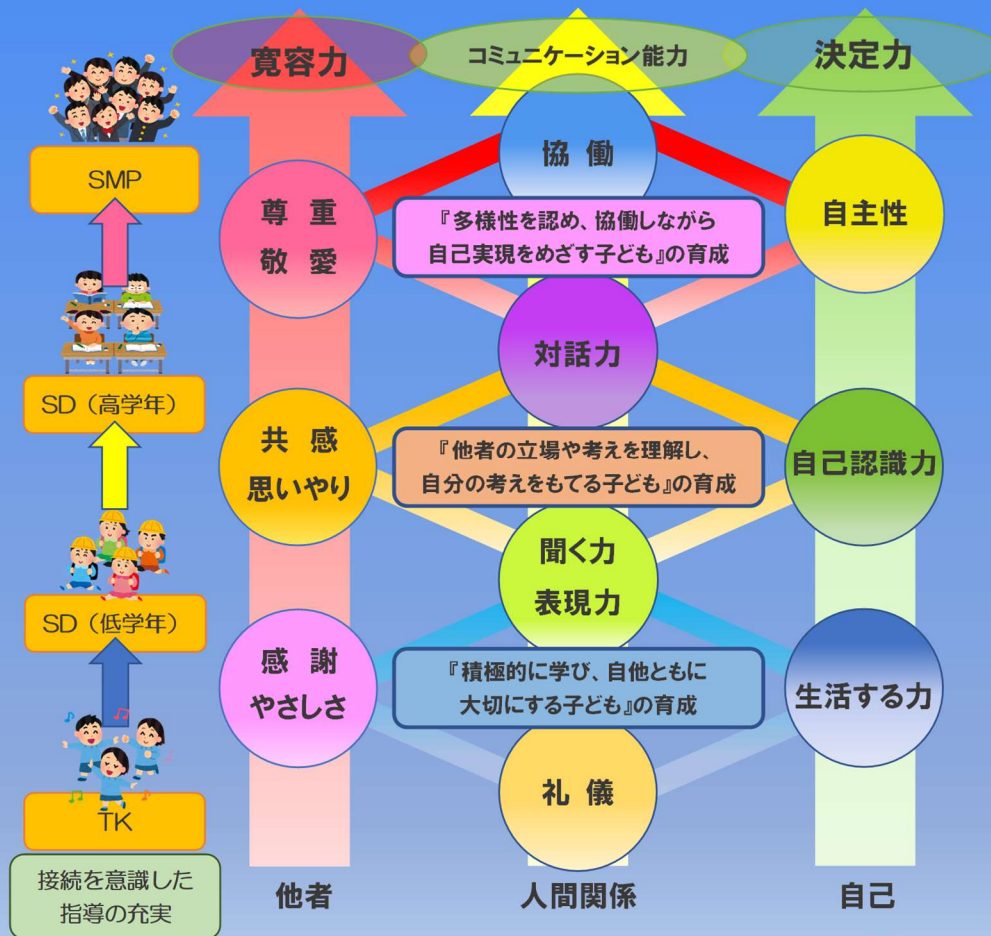 寛容力
コミュニケーション能力
決定力
協 働
SMP
尊 重
敬 愛
『多様性を認め、協働しながら
自己実現をめざす子ども』の育成
自主性
対話力
SD（高学年）
共 感
思いやり
『他者の立場や考えを理解し、
自分の考えをもてる子ども』の育成
自己認識力
聞く力
表現力
SD（低学年）
感 謝
やさしさ
『積極的に学び、自他ともに
大切にする子ども』の育成
生活する力
礼 儀
TK
接続を意識した
指導の充実
他者
人間関係
自己